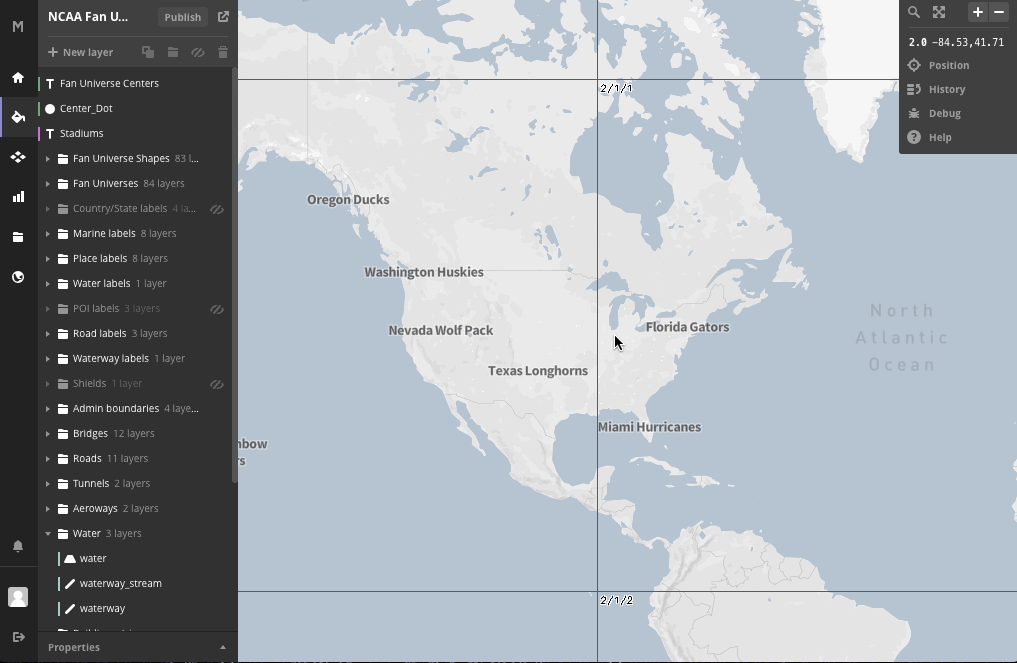 M
NCAA Fan U...
Publish
New layer
Fan Universe Centers
Center_Dot
Stadiums
Fan Universe Shapes 83 l...
Fan Universes 84 layers
Country/State labels 4 la...
Marine labels 8 layers
Place labels 8 layers
Water labels 1 layer
POI labels 3 layers
Road labels 3 layers
Waterway labels 1 layer
Shields 1 layer
Admin boundaries 4 laye...
Bridges 12 layers
Roads 11 layers
Tunnels 2 layers
Aeroways 2 layers
Water 3 layers
water
waterway_stream
waterway
Properties
2.0 -84.53,41.71
Position
History
Debug
Help
2/1/1
Oregon Ducks
Washington Huskies
Nevada Wolf Pack
Florida Gators
Texas Longhorns
Miami Hurricanes
North
Atlantic
Ocean
2/1/2